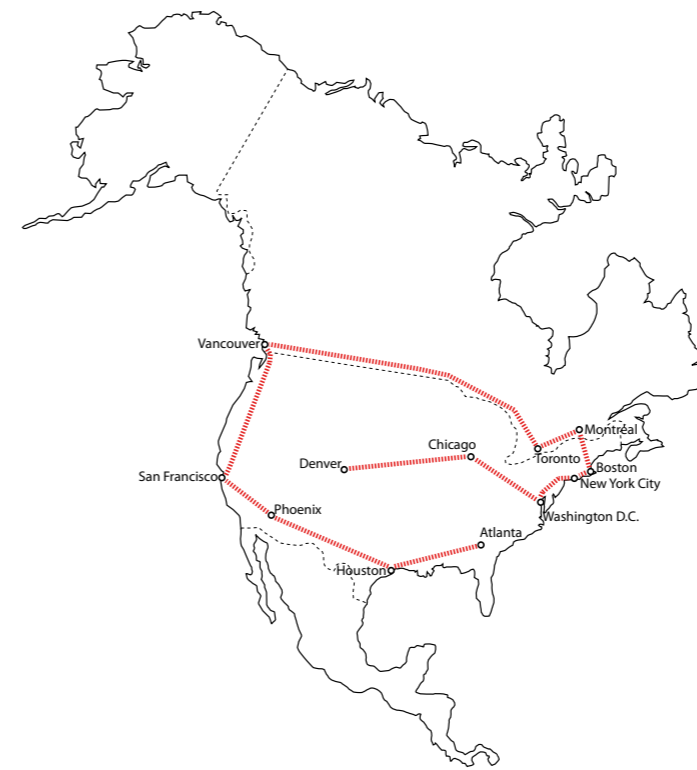 Vancouver
Montréal
Chicago
Toronto
Denver
Boston
San Francisco
New York City
Phoenix
Washington D.C.
Atlanta
Houston